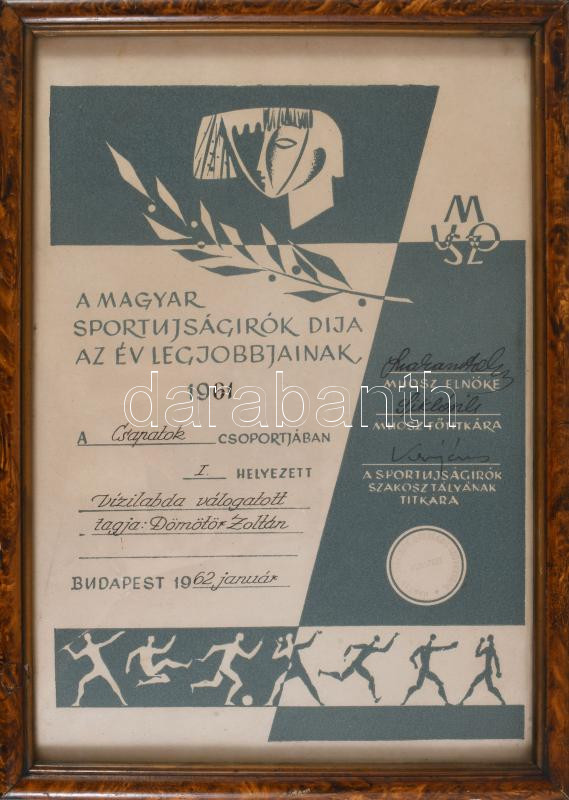 MUOSZ
A MAGYAR
SPORTUJSÁGIRÓK DIJA
AZ ÉV LEGJOBBJAINAK
1961
A Csapatok CSOPORTJÁBAN
I. HELYEZETT
Vízilabda válogatott
tagja: Dömötör Zoltán
BUDAPEST 1962 január
MUOSZ ELNÖKE
MUOSZ FŐTITKÁRA
A SPORTUJSÁGIRÓK
SZAKOSZTÁLYÁNAK
TITKÁRA
darabanth.com